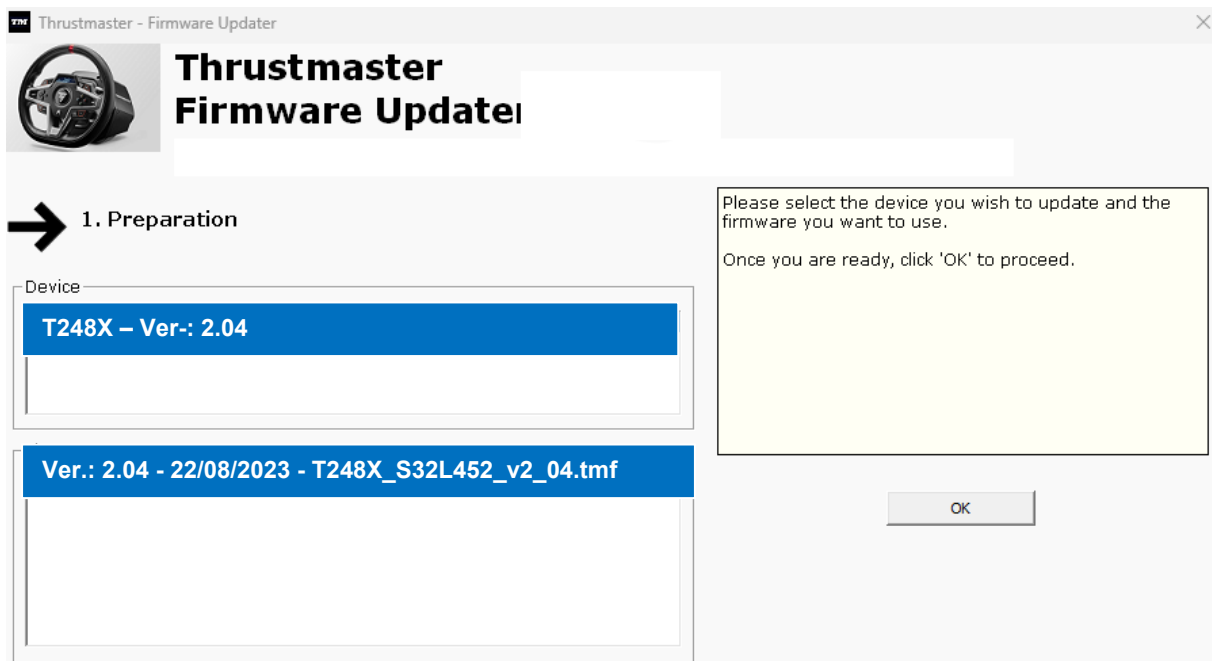 Thrustmaster - Firmware Updater
Thrustmaster
Firmware Updater
1. Preparation
Please select the device you wish to update and the
firmware you want to use.
Once you are ready, click 'OK' to proceed.
Device
T248X – Ver-: 2.04
Ver.: 2.04 - 22/08/2023 - T248X_S32L452_v2_04.tmf
OK